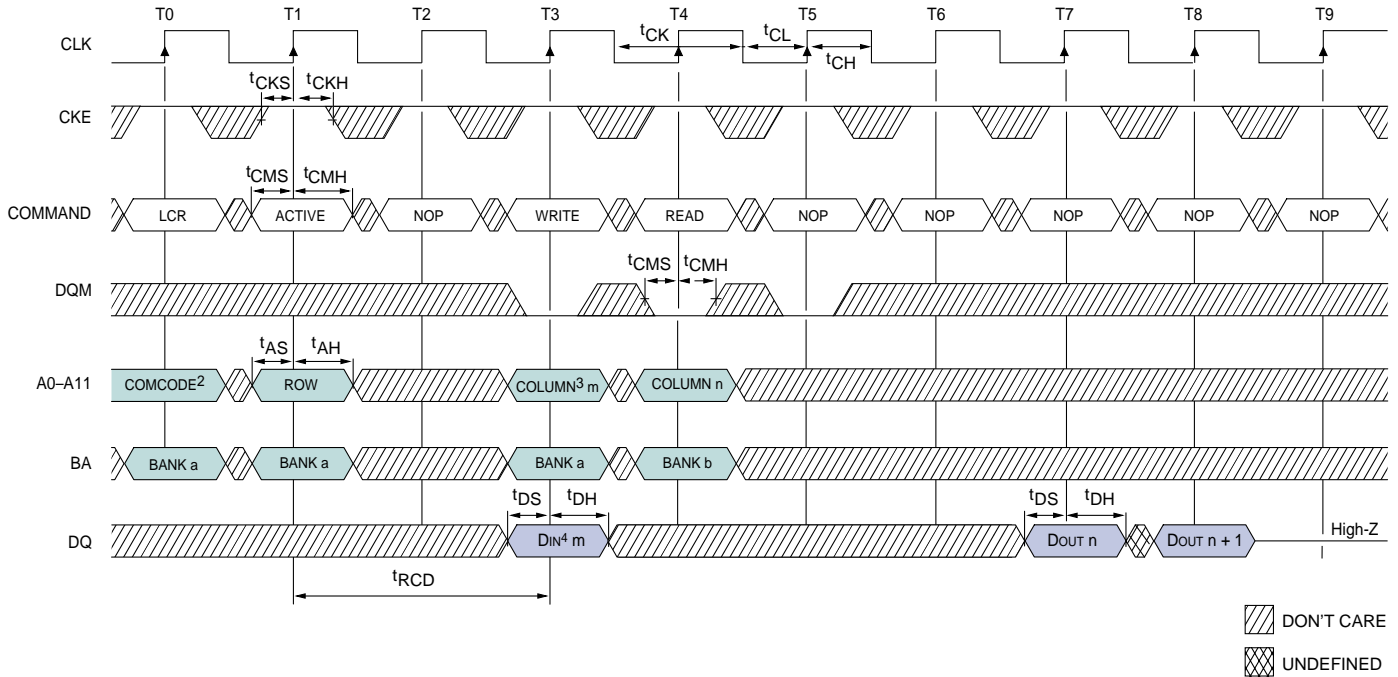 T0 T1 T2 T3 T4 T5 T6 T7 T8 T9
CLK
tCK tCL
tCH
tCKS tCKH
CKE
tCMS tCMH
COMMAND LCR ACTIVE NOP WRITE READ NOP NOP NOP NOP NOP
tCMS tCMH
DQM
tAS tAH
A0–A11 COMCODE² ROW COLUMN³ m COLUMN n
BA BANK a BANK a BANK a BANK b
tDS tDH tDS tDH
DQ DIN⁴ m DOUT n DOUT n + 1 High-Z
tRCD
DON'T CARE
UNDEFINED